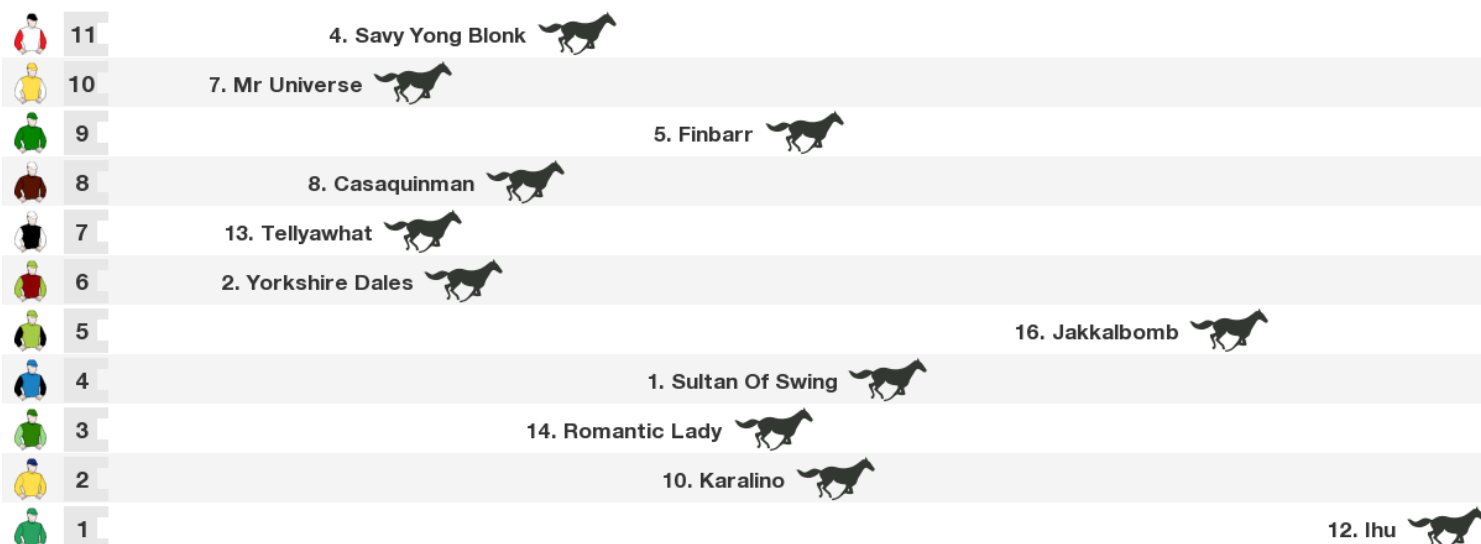 11 4. Savy Yong Blonk
10 7. Mr Universe
9 5. Finbarr
8 8. Casaquinman
7 13. Tellyawhat
6 2. Yorkshire Dales
5 16. Jakkalbomb
4 1. Sultan Of Swing
3 14. Romantic Lady
2 10. Karalino
1 12. Ihu